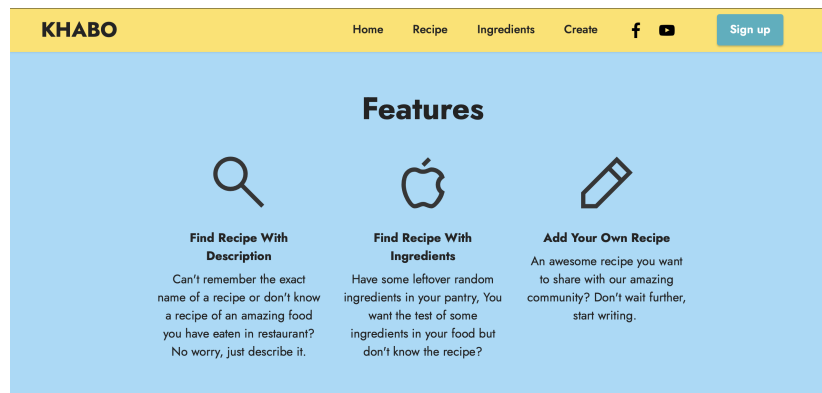 KHABO
Home
Recipe
Ingredients
Create
Sign up
Features
Find Recipe With
Description
Can't remember the exact
name of a recipe or don't know
a recipe of an amazing food
you have eaten in restaurant?
No worry, just describe it.
Find Recipe With
Ingredients
Have some leftover random
ingredients in your pantry, You
want the test of some
ingredients in your food but
don't know the recipe?
Add Your Own Recipe
An awesome recipe you want
to share with our amazing
community? Don't wait further,
start writing.